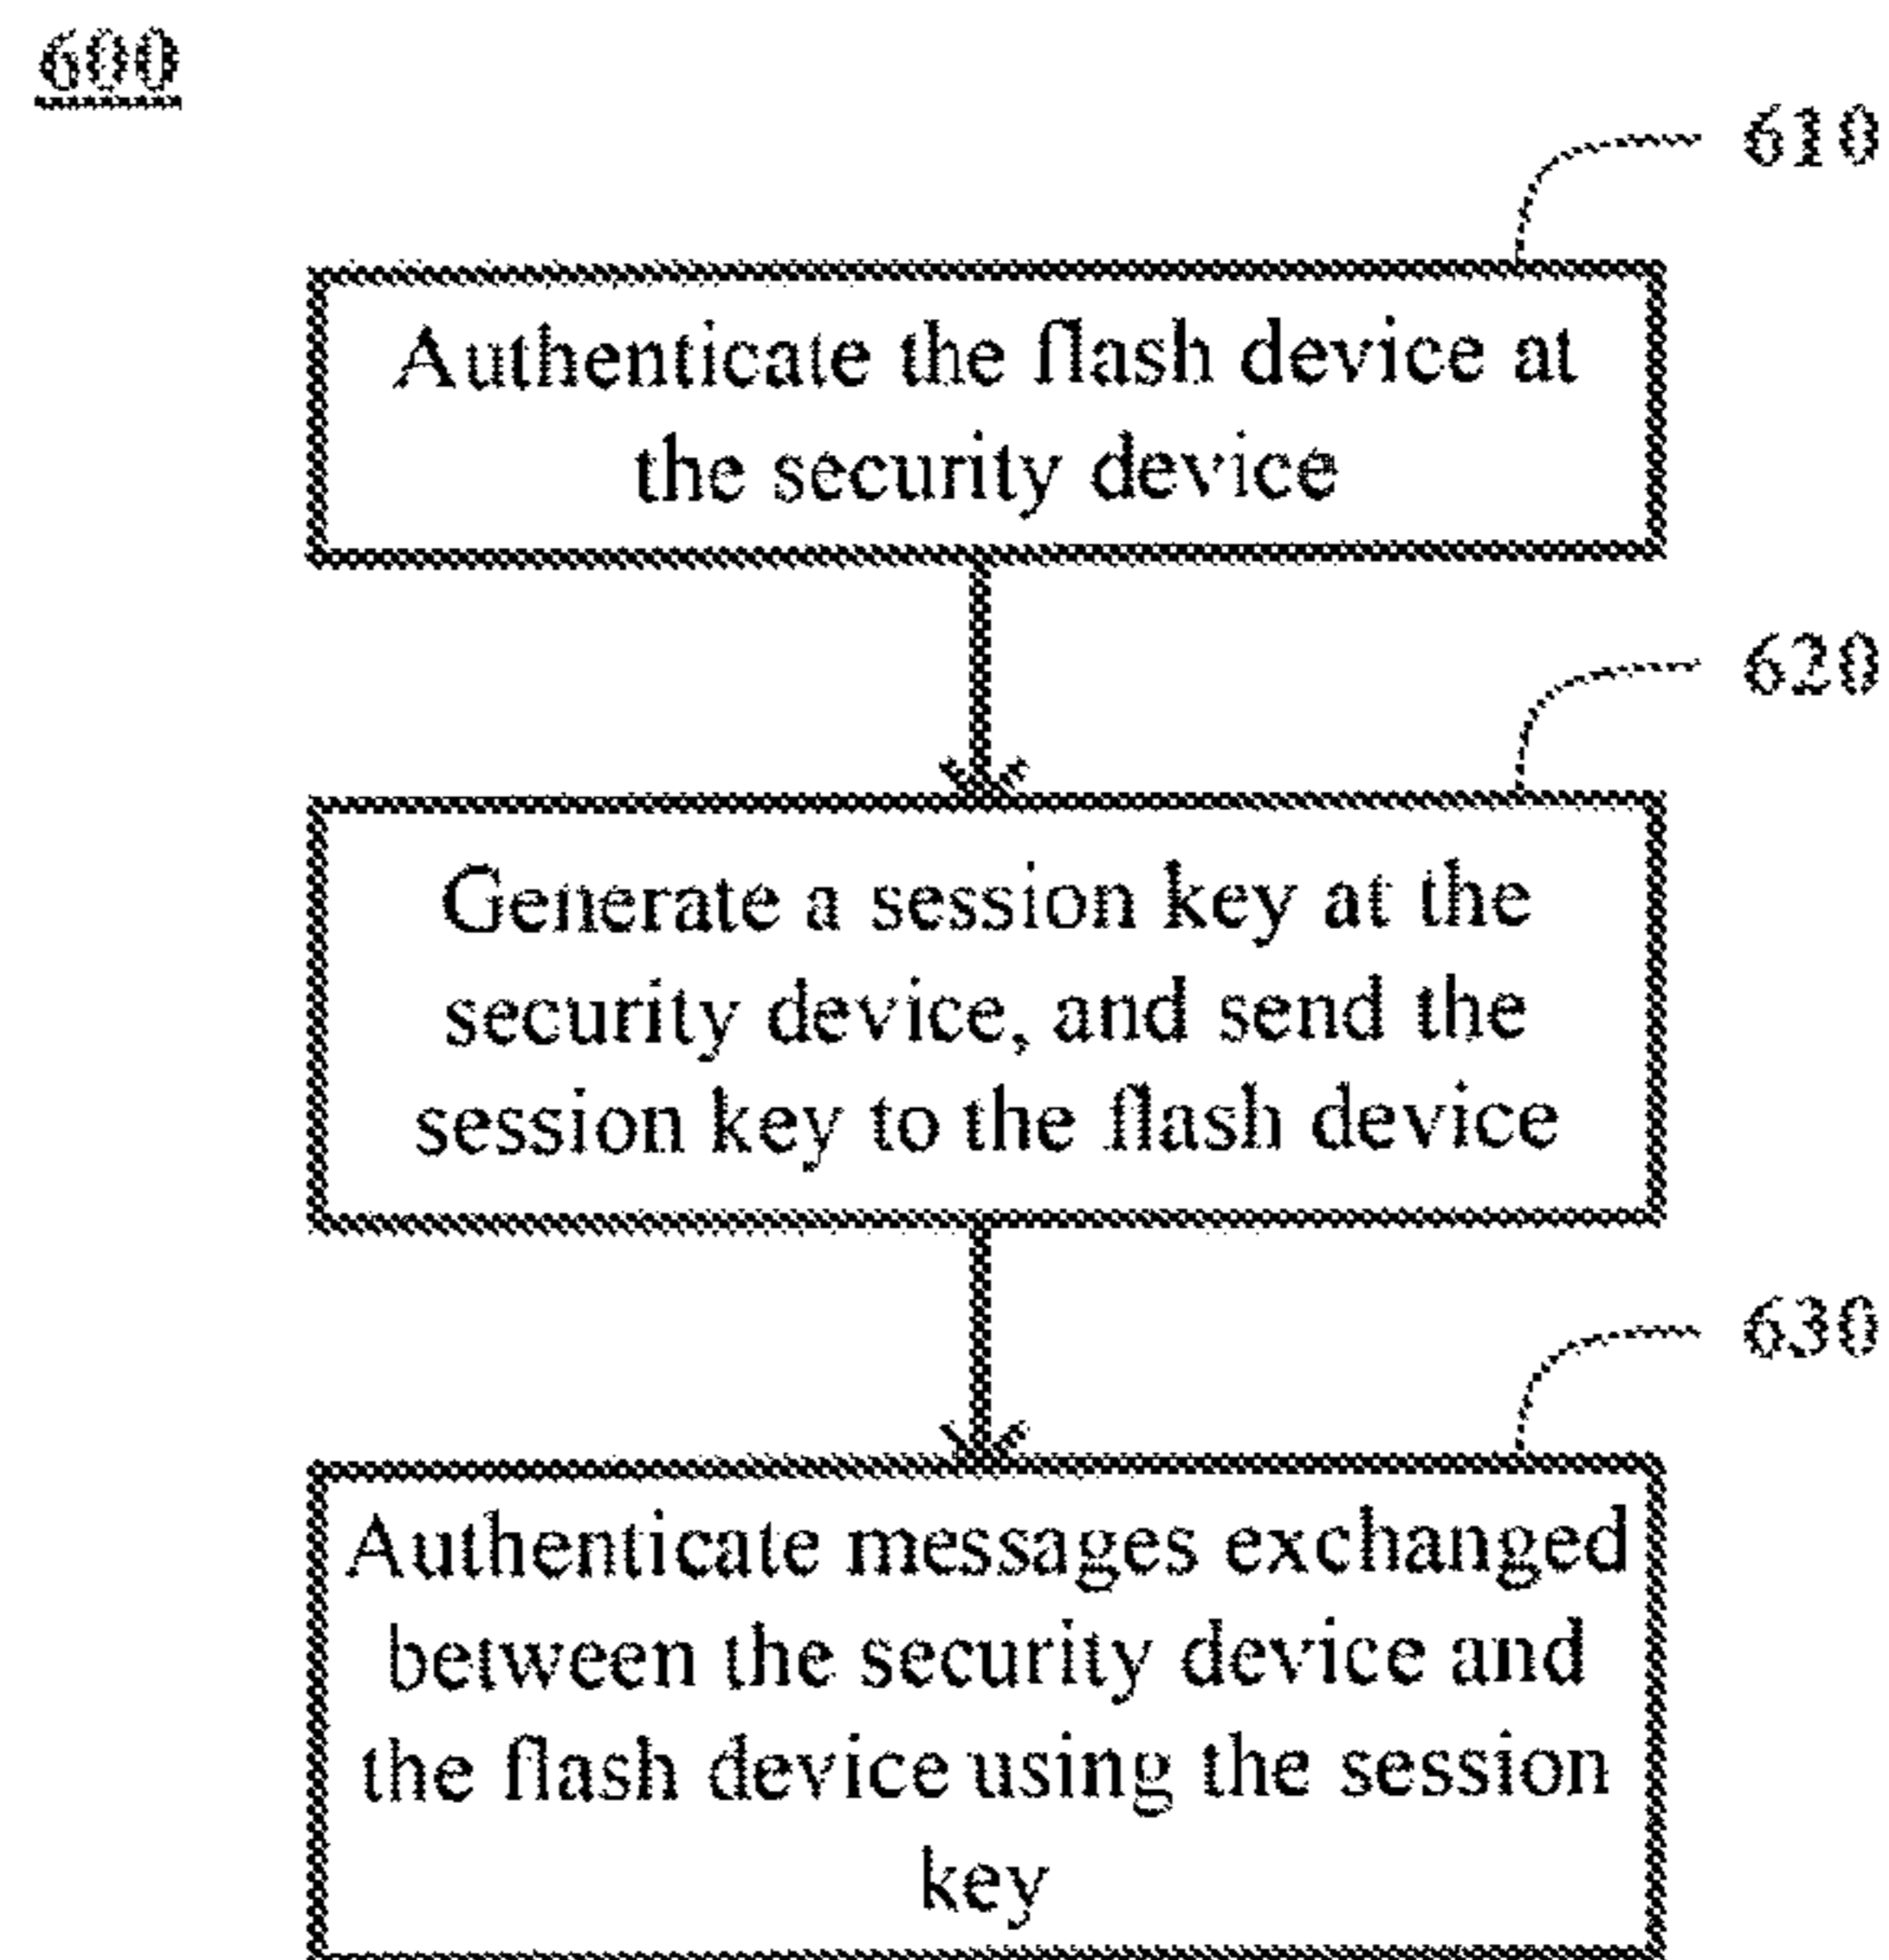 600
610
Authenticate the flash device at
the security device
620
Generate a session key at the
security device, and send the
session key to the flash device
630
Authenticate messages exchanged
between the security device and
the flash device using the session
key